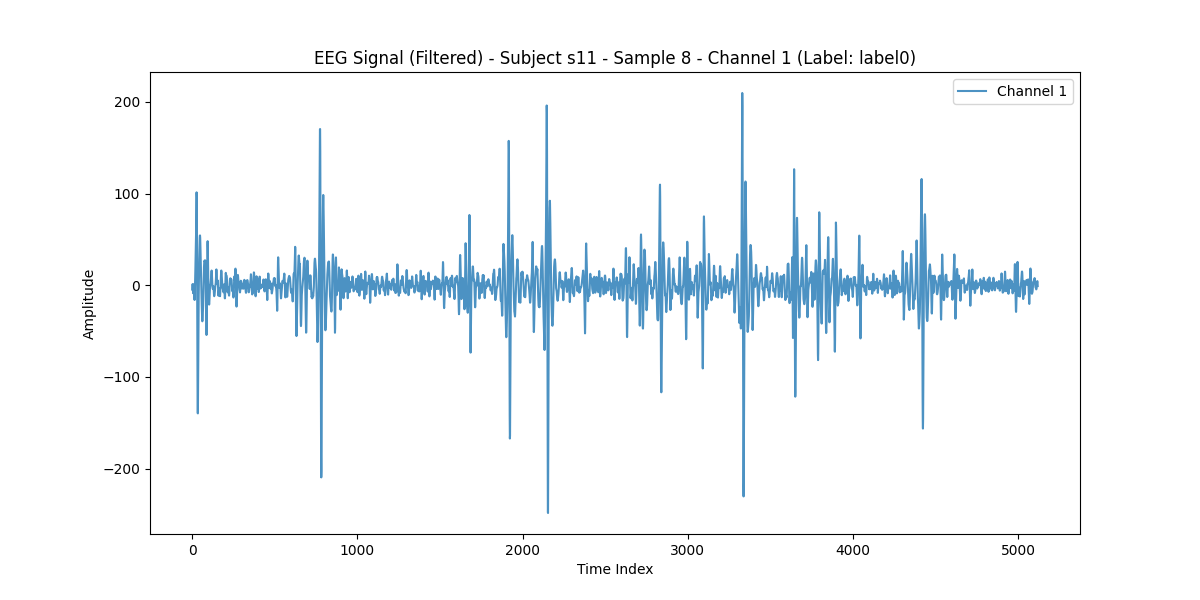 EEG Signal (Filtered) - Subject s11 - Sample 8 - Channel 1 (Label: label0)
Channel 1
200
100
0
−100
−200
Amplitude
0 1000 2000 3000 4000 5000
Time Index